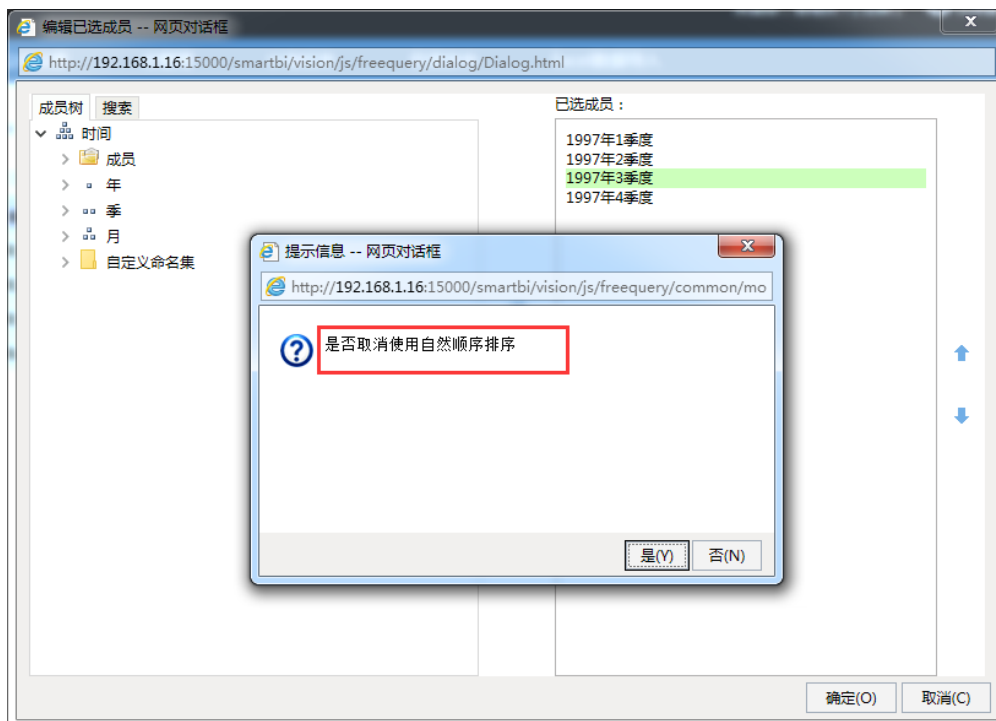 编辑已选成员 -- 网页对话框
http://192.168.1.16:15000/smartbi/vision/js/freequery/dialog/Dialog.html
成员树 搜索
时间
成员
年
季
月
自定义命名集
已选成员：
1997年1季度
1997年2季度
1997年3季度
1997年4季度
提示信息 -- 网页对话框
http://192.168.1.16:15000/smartbi/vision/js/freequery/common/mo
是否取消使用自然顺序排序
是(Y) 否(N)
确定(O) 取消(C)